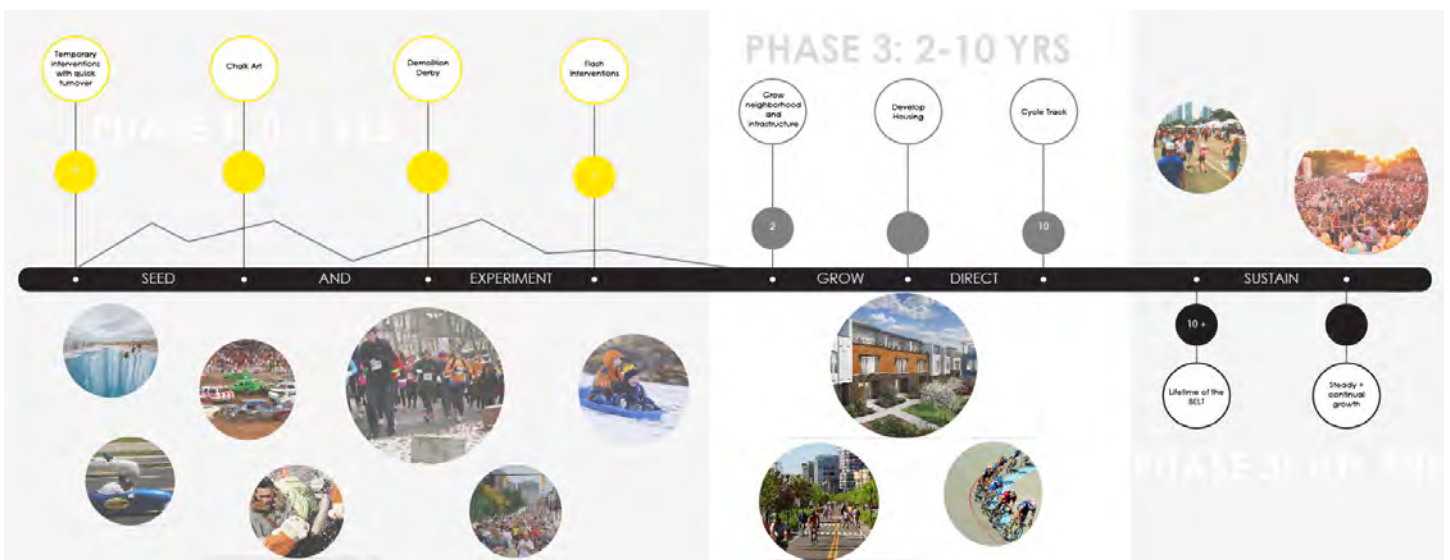 Temporary
interventions
with quick
turnover
Chalk Art
Demolition
Derby
Flash
Interventions
PHASE 3: 2-10 YRS
Grow
neighborhood
and
infrastructure
Develop
Housing
Cycle Track
2
10
SEED
AND
EXPERIMENT
GROW
DIRECT
SUSTAIN
10 +
Lifetime of the
BELT
Steady +
continual
growth